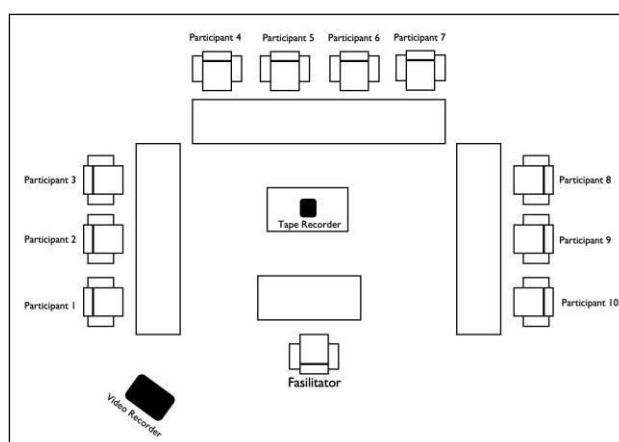 Participant 4
Participant 5
Participant 6
Participant 7
Participant 3
Participant 8
Tape Recorder
Participant 2
Participant 9
Participant 1
Participant 10
Fasilitator
Video Recorder